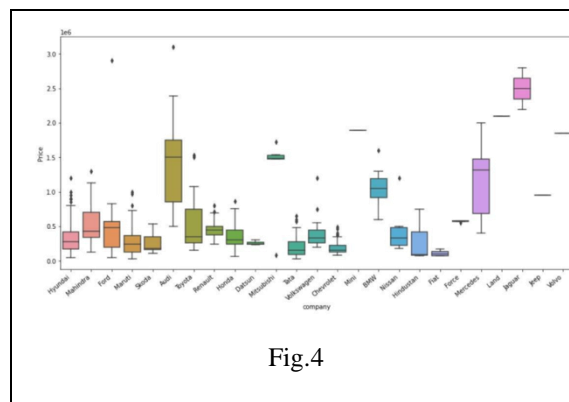 1e6
3.0
2.5
2.0
1.5
1.0
0.5
0.0
Price
Hyundai
Mahindra
Ford
Maruti
Skoda
Audi
Toyota
Renault
Honda
Datsun
Mitsubishi
Tata
Volkswagen
Chevrolet
Mini
BMW
Nissan
Hindustan
Fiat
Force
Mercedes
Land
Jaguar
Jeep
Volvo
company
Fig.4